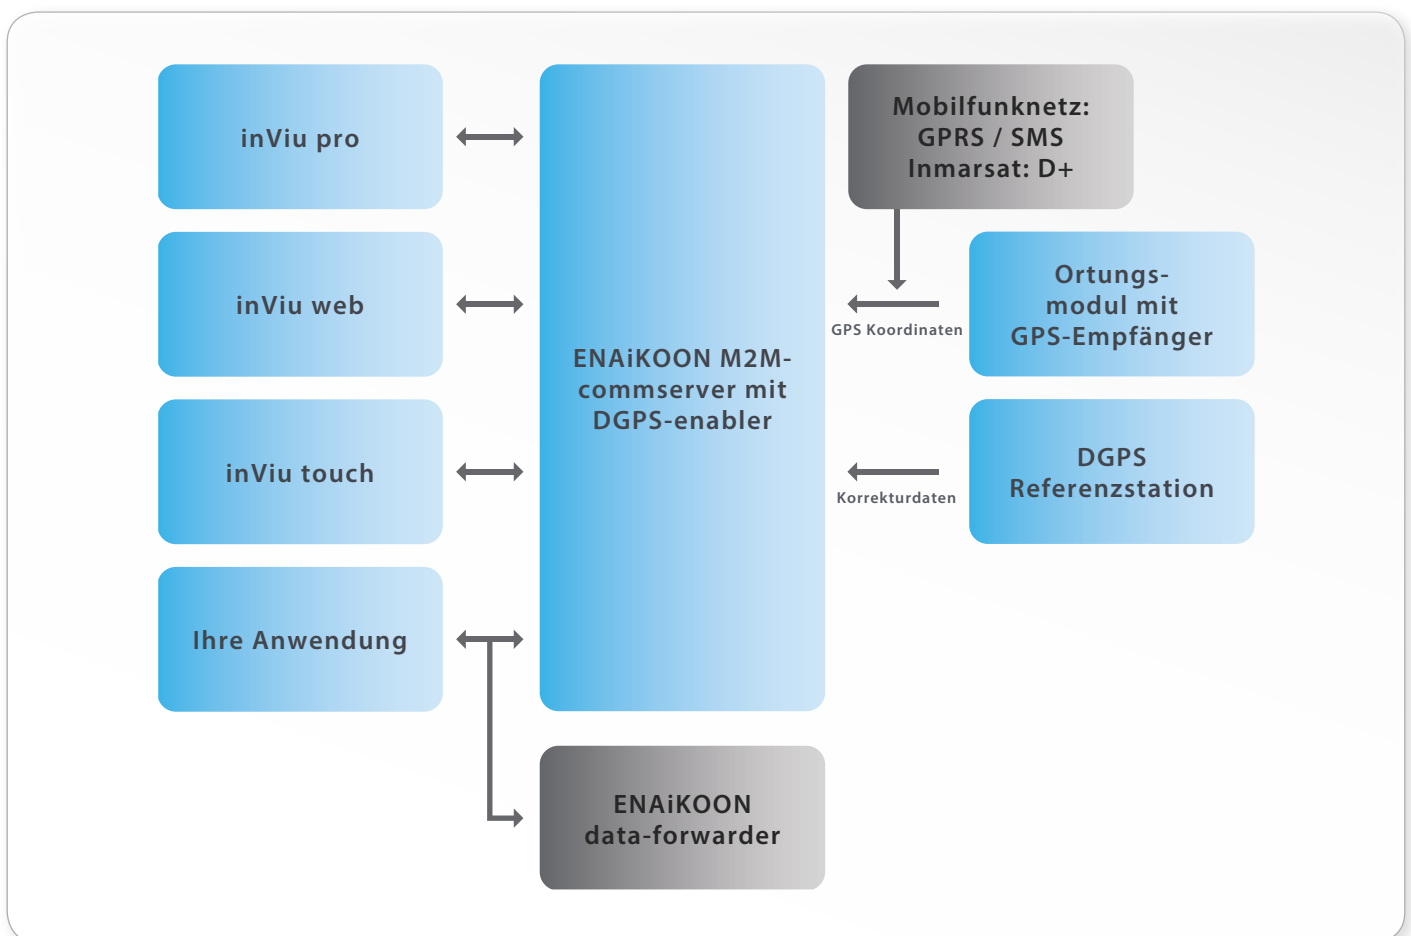 inViu pro
inViu web
inViu touch
Ihre Anwendung
ENAiKOON M2M-
commserver mit
DGPS-enabler
ENAiKOON
data-forwarder
Mobilfunknetz:
GPRS / SMS
Inmarsat: D+
GPS Koordinaten
Korrekturdaten
Ortungs-
modul mit
GPS-Empfänger
DGPS
Referenzstation